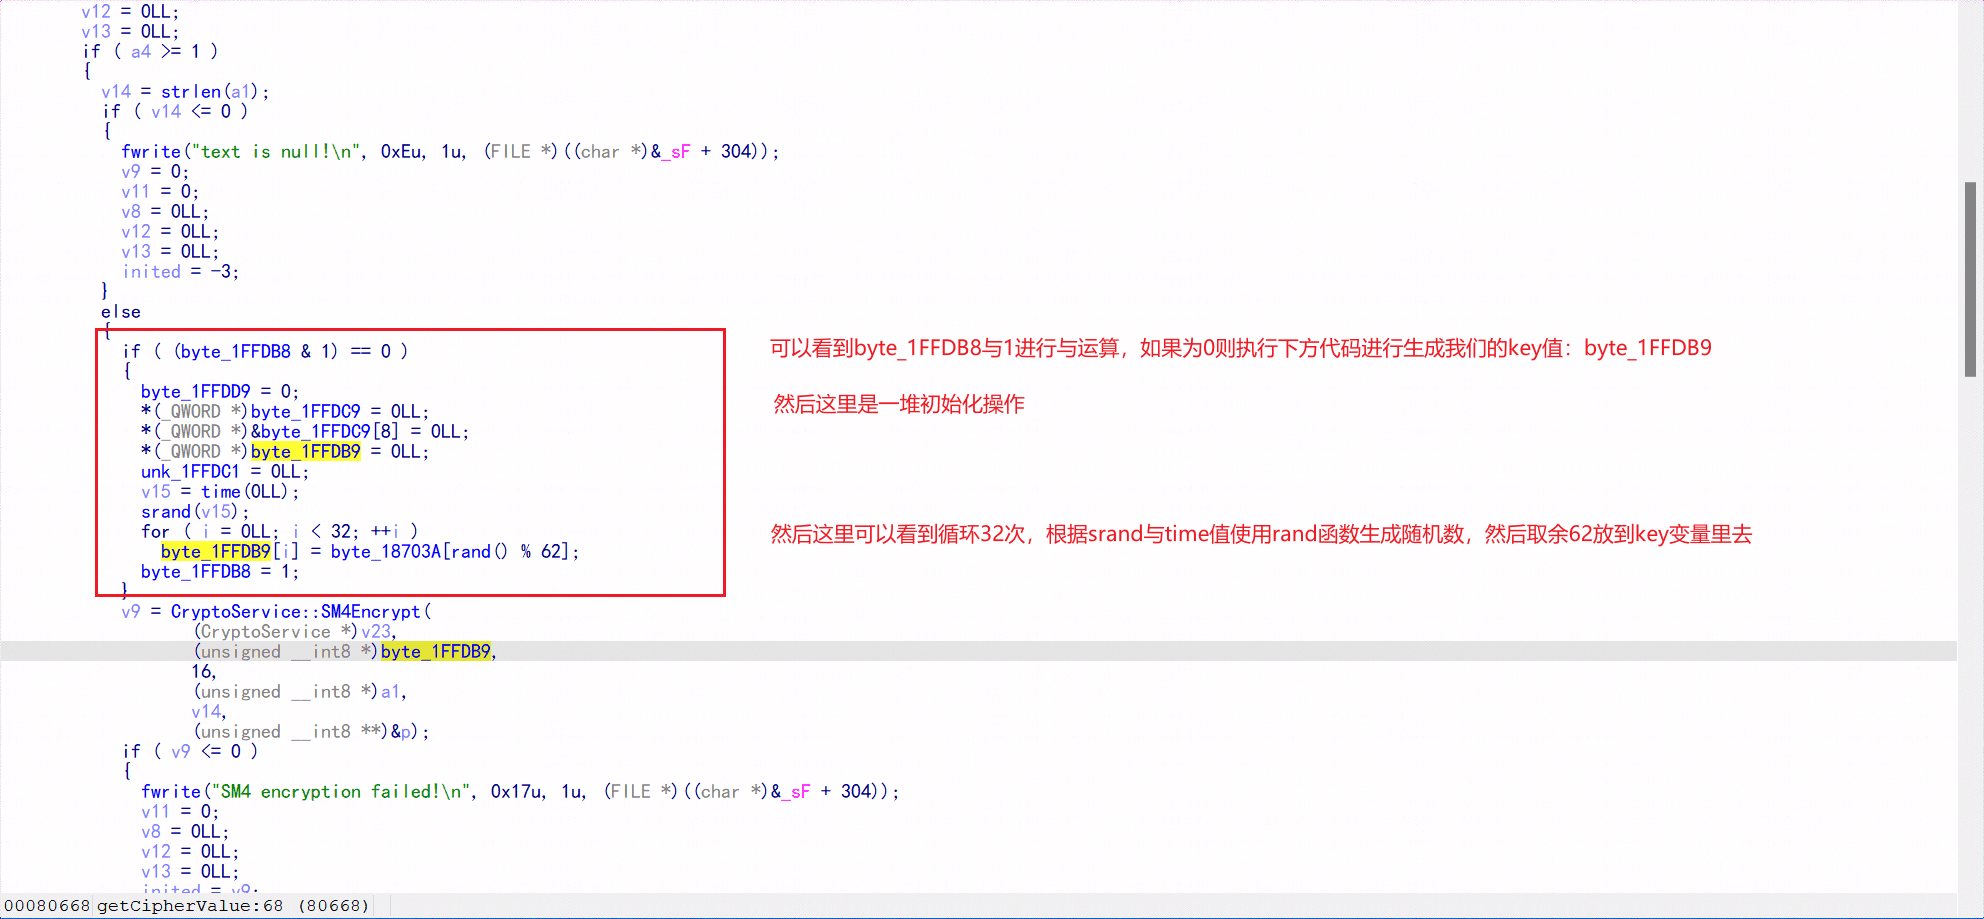 v12 = 0LL;
v13 = 0LL;
if ( a4 >= 1 )
{
v14 = strlen(a1);
if ( v14 <= 0 )
{
fwrite("text is null!\n", 0xEu, 1u, (FILE *)((char *)&_sF + 304));
v9 = 0;
v11 = 0;
v8 = 0LL;
v12 = 0LL;
v13 = 0LL;
inited = -3;
}
else
{
if ( (byte_1FFDB8 & 1) == 0 )
可以看到byte_1FFDB8与1进行与运算，如果为0则执行下方代码进行生成我们的key值：byte_1FFDB9
{
byte_1FFDD9 = 0;
*(_QWORD *)byte_1FFDC9 = 0LL;
然后这里是一堆初始化操作
*(_QWORD *)&byte_1FFDC9[8] = 0LL;
*(_QWORD *)byte_1FFDB9 = 0LL;
unk_1FFDC1 = 0LL;
v15 = time(0LL);
srand(v15);
for ( i = 0LL; i < 32; ++i )
然后这里可以看到循环32次，根据srand与time值使用rand函数生成随机数，然后取余62放到key变量里去
byte_1FFDB9[i] = byte_18703A[rand() % 62];
byte_1FFDB8 = 1;
}
v9 = CryptoService::SM4Encrypt(
(CryptoService *)v23,
(unsigned __int8 *)byte_1FFDB9,
16,
(unsigned __int8 *)a1,
v14,
(unsigned __int8 **)&p);
if ( v9 <= 0 )
{
fwrite("SM4 encryption failed!\n", 0x17u, 1u, (FILE *)((char *)&_sF + 304));
v11 = 0;
v8 = 0LL;
v12 = 0LL;
v13 = 0LL;
inited = v9;
00080668 getCipherValue:68 (80668)